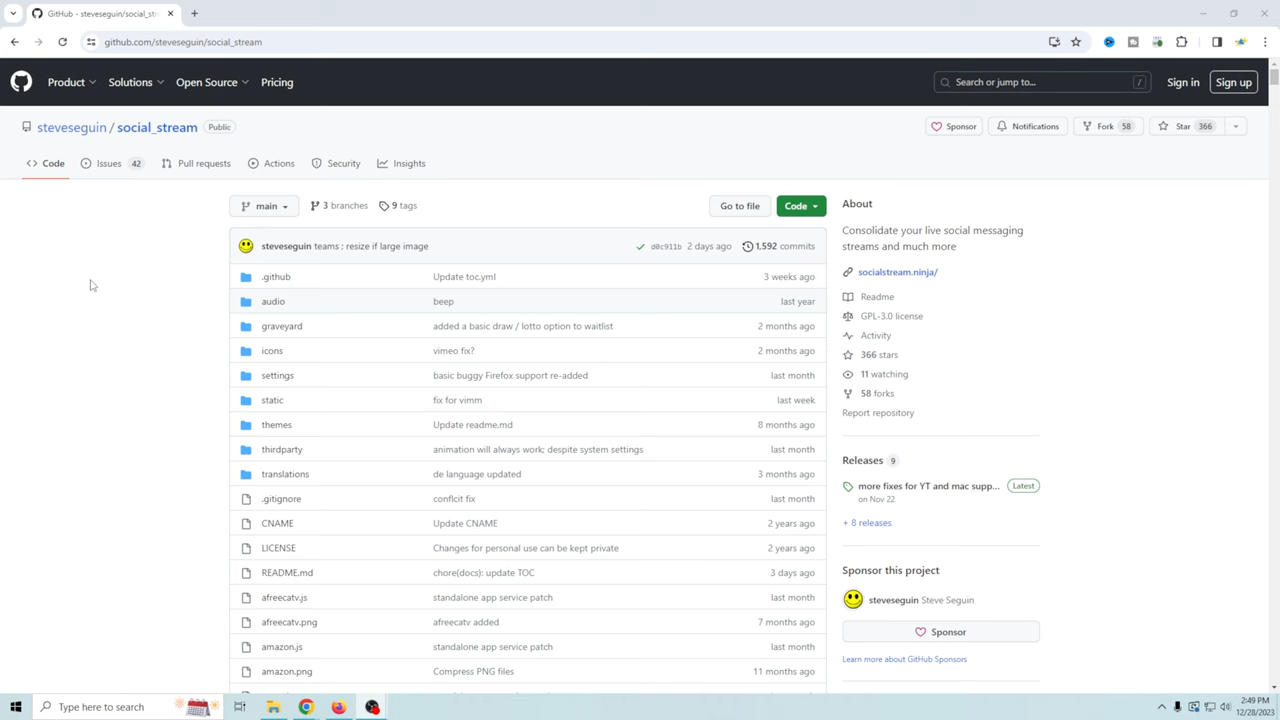 GitHub - steveseguin/social_str
github.com/steveseguin/social_stream
Product Solutions Open Source Pricing
Search or jump to... /
Sign in Sign up
steveseguin / social_stream Public
Sponsor Notifications Fork 58 Star 366
Code Issues 42 Pull requests Actions Security Insights
main 3 branches 9 tags Go to file Code
steveseguin teams ; resize if large image d0c911b 2 days ago 1,592 commits
.github Update toc.yml 3 weeks ago
audio beep last year
graveyard added a basic draw / lotto option to waitlist 2 months ago
icons vimeo fix? 2 months ago
settings basic buggy Firefox support re-added last month
static fix for vimm last week
themes Update readme.md 8 months ago
thirdparty animation will always work; despite system settings last month
translations de language updated 3 months ago
.gitignore conflcit fix last month
CNAME Update CNAME 2 years ago
LICENSE Changes for personal use can be kept private 2 years ago
README.md chore(docs): update TOC 3 days ago
afreecatv.js standalone app service patch last month
afreecatv.png afreecatv added 7 months ago
amazon.js standalone app service patch last month
amazon.png Compress PNG files 11 months ago
About
Consolidate your live social messaging
streams and much more
socialstream.ninja/
Readme
GPL-3.0 license
Activity
366 stars
11 watching
58 forks
Report repository
Releases 9
more fixes for YT and mac supp... Latest
on Nov 22
+ 8 releases
Sponsor this project
steveseguin Steve Seguin
Sponsor
Learn more about GitHub Sponsors
Type here to search
2:49 PM
12/28/2023